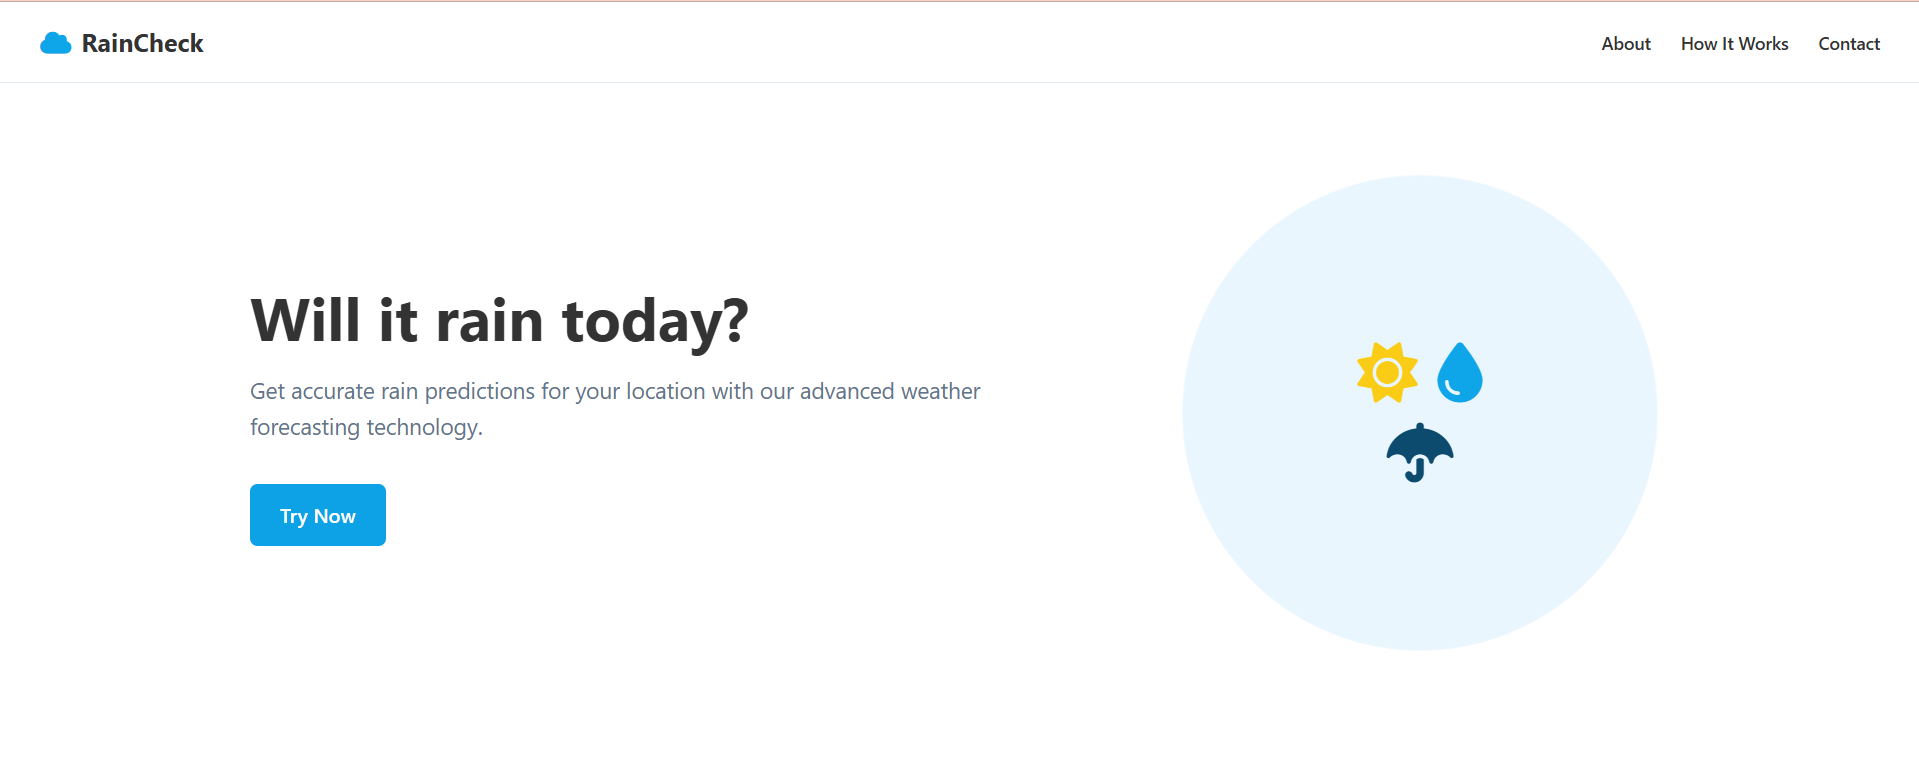 RainCheck
About
How It Works
Contact
Will it rain today?
Get accurate rain predictions for your location with our advanced weather
forecasting technology.
Try Now